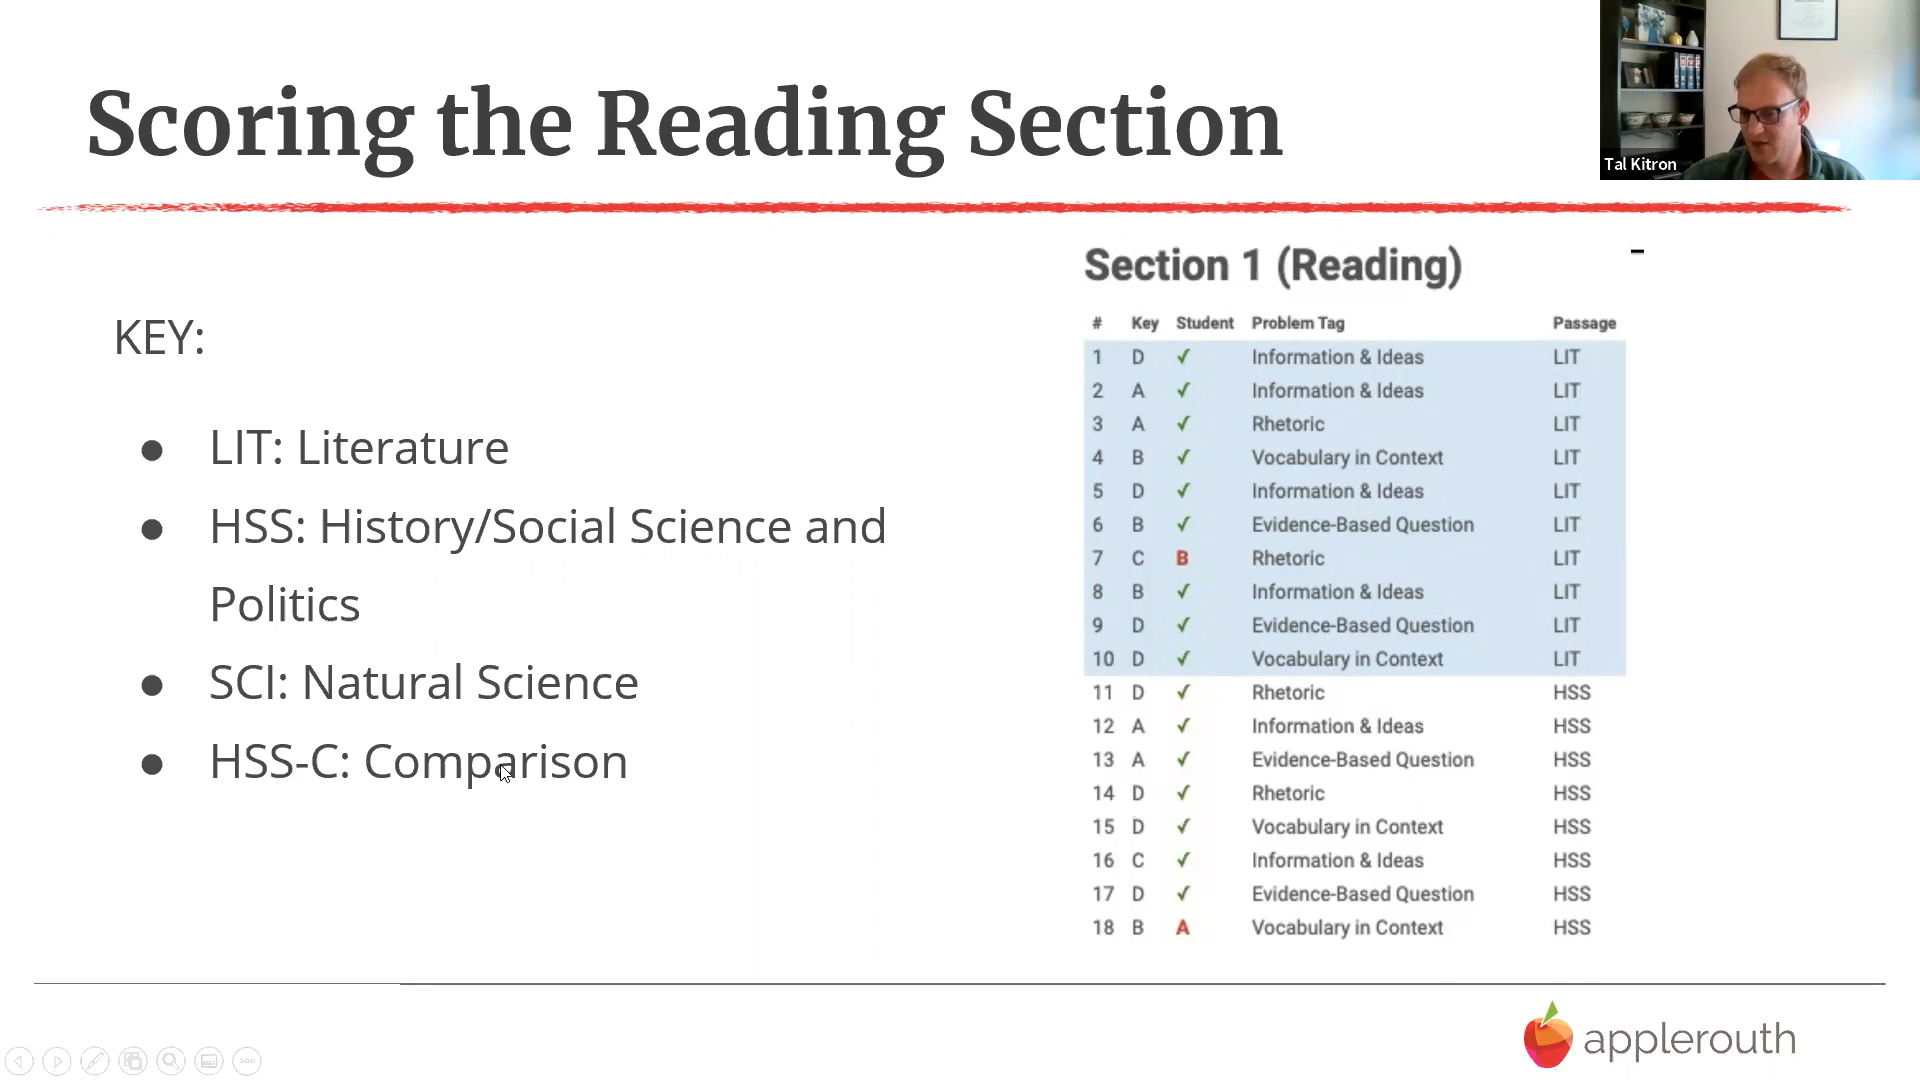 Scoring the Reading Section
Tal Kitron
KEY:
● LIT: Literature
● HSS: History/Social Science and
Politics
● SCI: Natural Science
● HSS-C: Comparison
Section 1 (Reading)
# Key Student Problem Tag Passage
1 D ✓ Information & Ideas LIT
2 A ✓ Information & Ideas LIT
3 A ✓ Rhetoric LIT
4 B ✓ Vocabulary in Context LIT
5 D ✓ Information & Ideas LIT
6 B ✓ Evidence-Based Question LIT
7 C B Rhetoric LIT
8 B ✓ Information & Ideas LIT
9 D ✓ Evidence-Based Question LIT
10 D ✓ Vocabulary in Context LIT
11 D ✓ Rhetoric HSS
12 A ✓ Information & Ideas HSS
13 A ✓ Evidence-Based Question HSS
14 D ✓ Rhetoric HSS
15 D ✓ Vocabulary in Context HSS
16 C ✓ Information & Ideas HSS
17 D ✓ Evidence-Based Question HSS
18 B A Vocabulary in Context HSS
applerouth